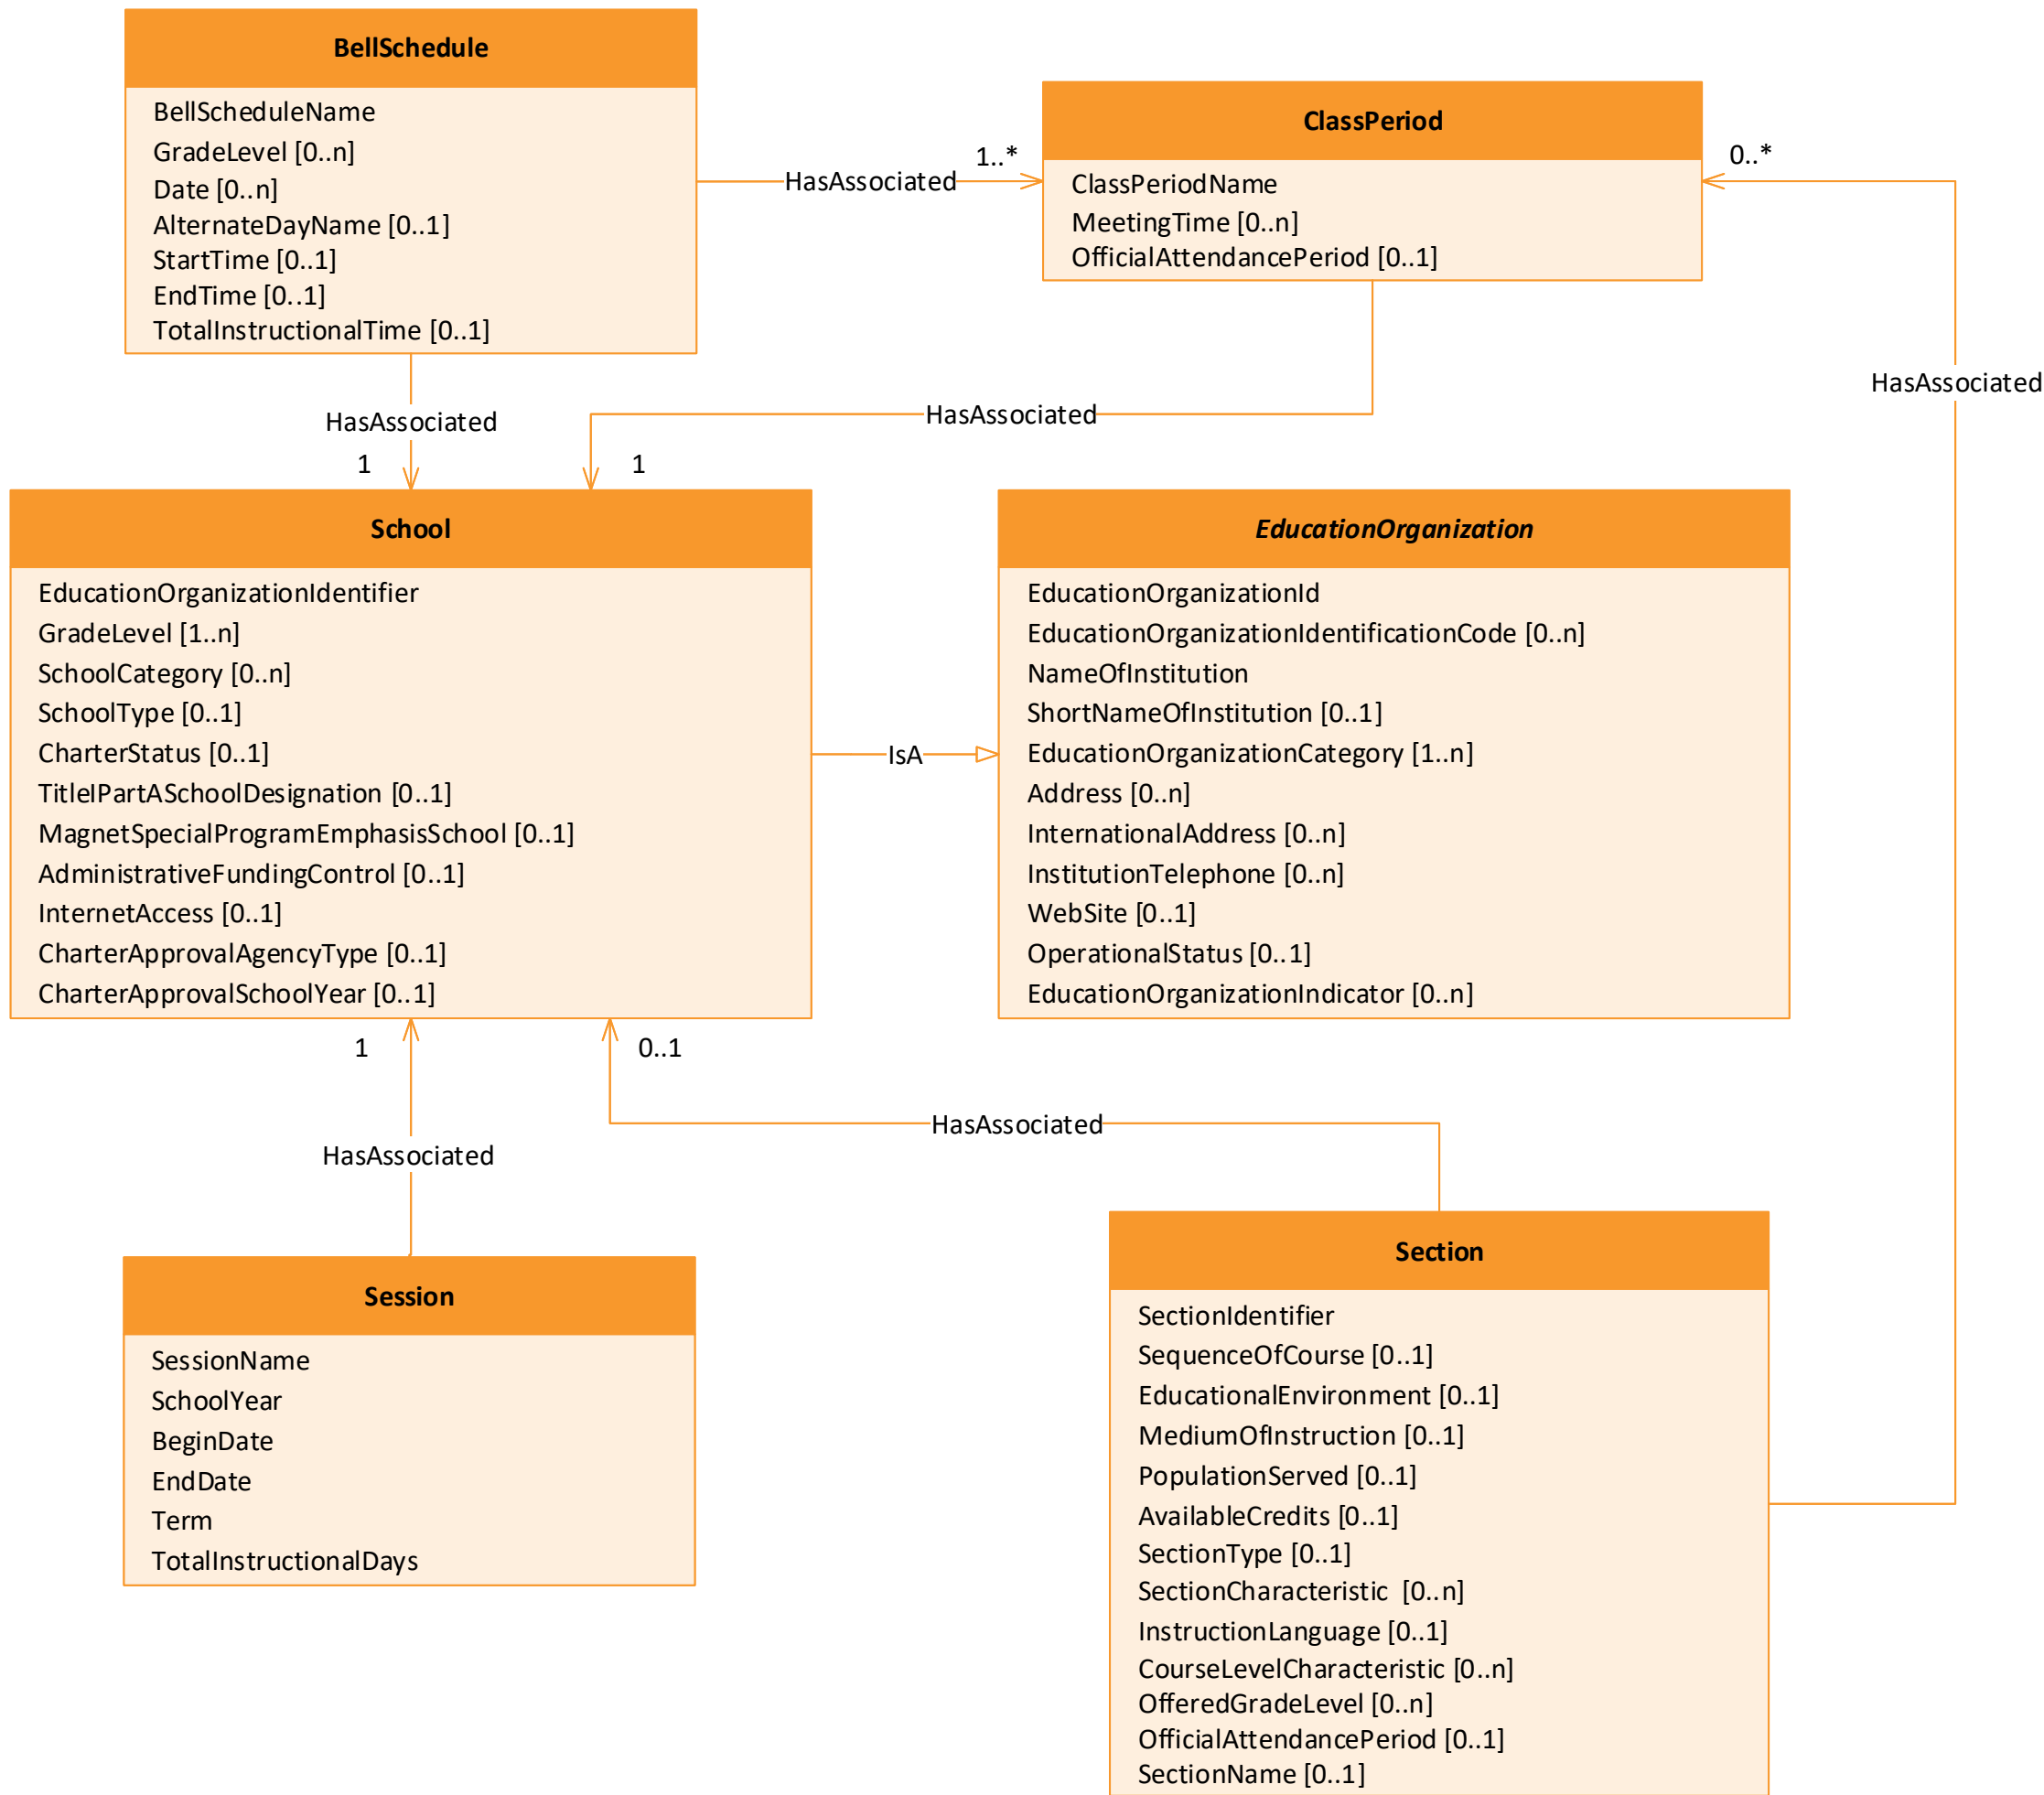 BellSchedule
BellScheduleName
GradeLevel [0..n]
Date [0..n]
AlternateDayName [0..1]
StartTime [0..1]
EndTime [0..1]
TotalInstructionalTime [0..1]
HasAssociated
1..*
ClassPeriod
ClassPeriodName
MeetingTime [0..n]
OfficialAttendancePeriod [0..1]
0..*
HasAssociated
HasAssociated
1
HasAssociated
1
School
EducationOrganizationIdentifier
GradeLevel [1..n]
SchoolCategory [0..n]
SchoolType [0..1]
CharterStatus [0..1]
TitleIPartASchoolDesignation [0..1]
MagnetSpecialProgramEmphasisSchool [0..1]
AdministrativeFundingControl [0..1]
InternetAccess [0..1]
CharterApprovalAgencyType [0..1]
CharterApprovalSchoolYear [0..1]
IsA
EducationOrganization
EducationOrganizationId
EducationOrganizationIdentificationCode [0..n]
NameOfInstitution
ShortNameOfInstitution [0..1]
EducationOrganizationCategory [1..n]
Address [0..n]
InternationalAddress [0..n]
InstitutionTelephone [0..n]
WebSite [0..1]
OperationalStatus [0..1]
EducationOrganizationIndicator [0..n]
1
HasAssociated
0..1
HasAssociated
Session
SessionName
SchoolYear
BeginDate
EndDate
Term
TotalInstructionalDays
Section
SectionIdentifier
SequenceOfCourse [0..1]
EducationalEnvironment [0..1]
MediumOfInstruction [0..1]
PopulationServed [0..1]
AvailableCredits [0..1]
SectionType [0..1]
SectionCharacteristic  [0..n]
InstructionLanguage [0..1]
CourseLevelCharacteristic [0..n]
OfferedGradeLevel [0..n]
OfficialAttendancePeriod [0..1]
SectionName [0..1]